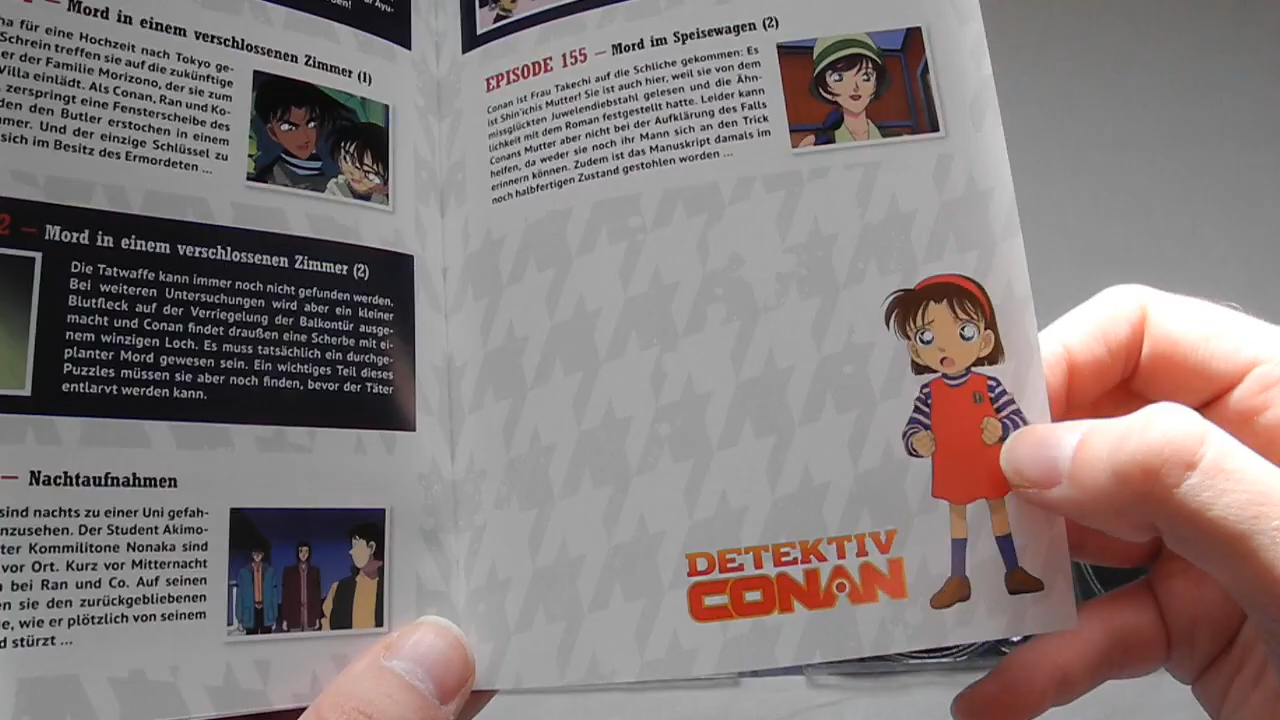 ben!
Mord in einem verschlossenen Zimmer (1)
für eine Hochzeit nach Tokyo ge-
Schrein treffen sie auf die zukünftige
er der Familie Morizono, der sie zum
Villa einlädt. Als Conan, Ran und Ko-
zerspringt eine Fensterscheibe des
den den Butler erstochen in einem
mer. Und der einzige Schlüssel zu
sich im Besitz des Ermordeten ...
2 – Mord in einem verschlossenen Zimmer (2)
Die Tatwaffe kann immer noch nicht gefunden werden.
Bei weiteren Untersuchungen wird aber ein kleiner
Blutfleck auf der Verriegelung der Balkontür ausge-
macht und Conan findet draußen eine Scherbe mit ei-
nem winzigen Loch. Es muss tatsächlich ein durchge-
planter Mord gewesen sein. Ein wichtiges Teil dieses
Puzzles müssen sie aber noch finden, bevor der Täter
entlarvt werden kann.
– Nachtaufnahmen
sind nachts zu einer Uni gefah-
nzusehen. Der Student Akimo-
ter Kommilitone Nonaka sind
vor Ort. Kurz vor Mitternacht
bei Ran und Co. Auf seinen
en sie den zurückgebliebenen
e, wie er plötzlich von seinem
d stürzt ...
EPISODE 155 – Mord im Speisewagen (2)
Conan ist Frau Takechi auf die Schliche gekommen: Es
ist Shin'ichis Mutter! Sie ist auch hier, weil sie von dem
missglückten Juwelendiebstahl gelesen und die Ähn-
lichkeit mit dem Roman festgestellt hatte. Leider kann
Conans Mutter aber nicht bei der Aufklärung des Falls
helfen, da weder sie noch ihr Mann sich an den Trick
erinnern können. Zudem ist das Manuskript damals im
noch halbfertigen Zustand gestohlen worden ...
DETEKTIV
CONAN